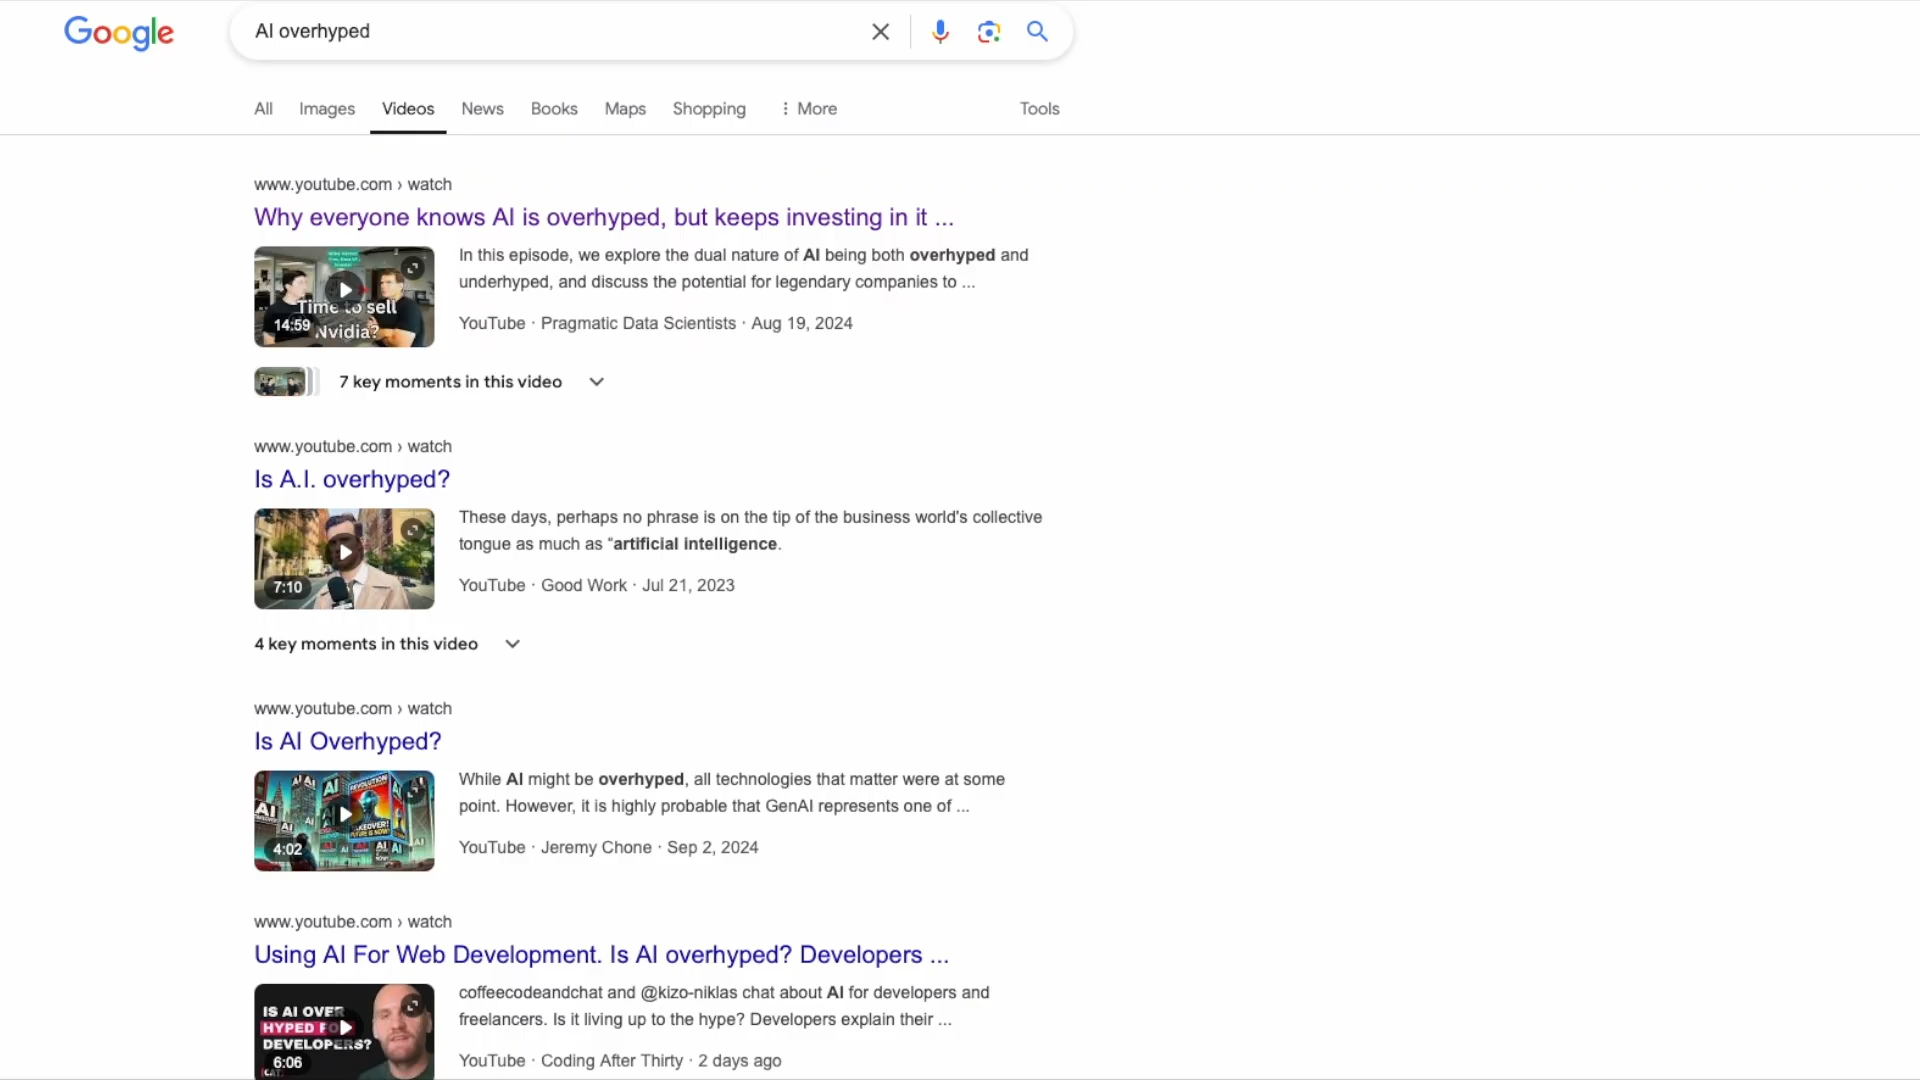 Google
AI overhyped
All Images Videos News Books Maps Shopping More Tools
www.youtube.com › watch
Why everyone knows AI is overhyped, but keeps investing in it ...
In this episode, we explore the dual nature of AI being both overhyped and
underhyped, and discuss the potential for legendary companies to ...
Time to sell
14:59 Nvidia?
YouTube · Pragmatic Data Scientists · Aug 19, 2024
7 key moments in this video
www.youtube.com › watch
Is A.I. overhyped?
These days, perhaps no phrase is on the tip of the business world's collective
tongue as much as “artificial intelligence.
7:10
YouTube · Good Work · Jul 21, 2023
4 key moments in this video
www.youtube.com › watch
Is AI Overhyped?
While AI might be overhyped, all technologies that matter were at some
point. However, it is highly probable that GenAI represents one of ...
AI AI
AI REVOLUTION
AI
AI
4:02
YouTube · Jeremy Chone · Sep 2, 2024
www.youtube.com › watch
Using AI For Web Development. Is AI overhyped? Developers ...
coffeecodeandchat and @kizo-niklas chat about AI for developers and
freelancers. Is it living up to the hype? Developers explain their ...
IS AI OVER
HYPED FO
DEVELOPERS?
6:06
YouTube · Coding After Thirty · 2 days ago